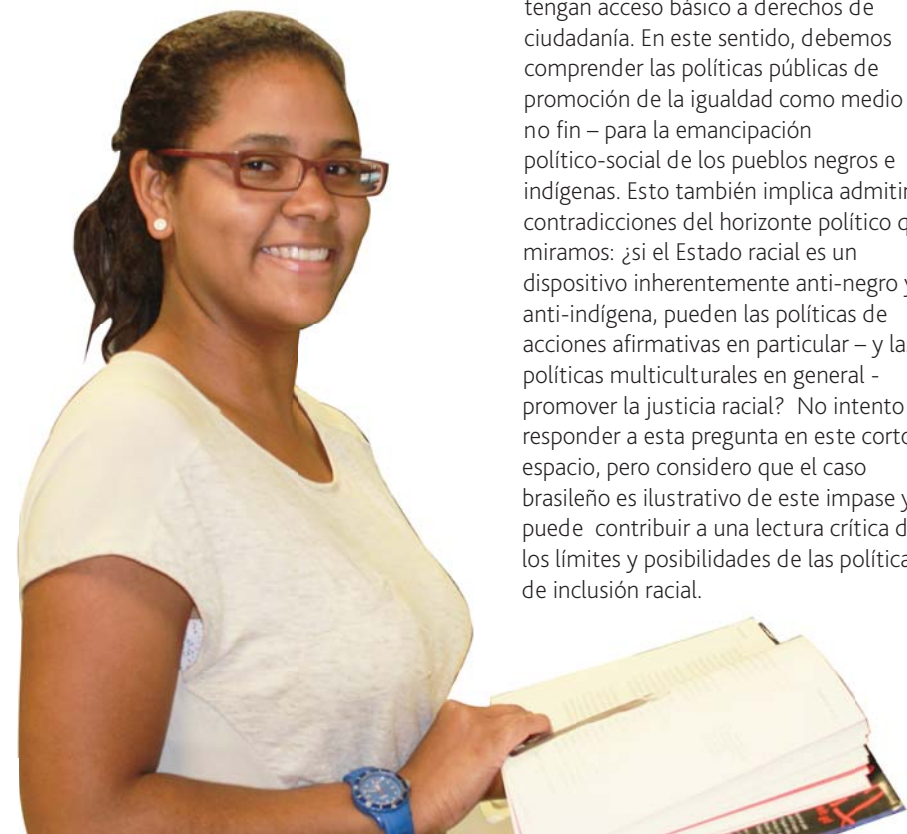 tengan acceso básico a derechos de
ciudadanía. En este sentido, debemos
comprender las políticas públicas de
promoción de la igualdad como medio
no fin – para la emancipación
político-social de los pueblos negros e
indígenas. Esto también implica admitir
contradicciones del horizonte político
miramos: ¿si el Estado racial es un
dispositivo inherentemente anti-negro y
anti-indígena, pueden las políticas de
acciones afirmativas en particular – y las
políticas multiculturales en general -
promover la justicia racial? No intento
responder a esta pregunta en este corto
espacio, pero considero que el caso
brasileño es ilustrativo de este impase y
puede contribuir a una lectura crítica
los límites y posibilidades de las
de inclusión racial.